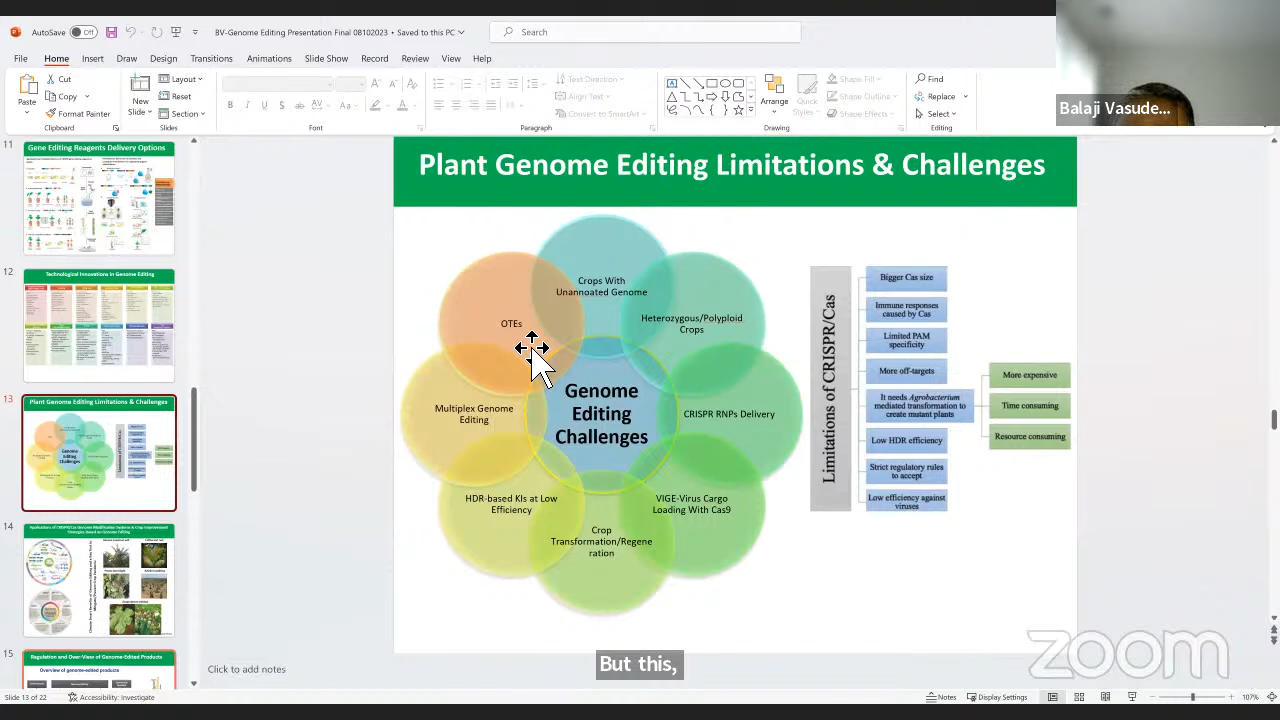 AutoSave
Off
BV-Genome Editing Presentation Final 08102023 • Saved to this PC
Search
File Home Insert Draw Design Transitions Animations Slide Show Record Review View Help
Paste
Cut
Copy
Format Painter
Clipboard
New
Slide
Layout
Reset
Section
Slides
Font
Text Direction
Align Text
Convert to SmartArt
Paragraph
Arrange
Quick
Styles
Shape Fill
Shape Outline
Shape Effects
Drawing
Find
Replace
Select
Editing
Balaji Vasude...
11
Gene Editing Reagents Delivery Options
12
Technological Innovations in Genome Editing
13
Plant Genome Editing Limitations & Challenges
14
Applications of CRISPR/Cas Genome Modification Systems & Crop Improvement
Strategies based on Genome Editing
15
Regulation and Over-View of Genome-Edited Products
Overview of genome-edited products
Plant Genome Editing Limitations & Challenges
Crops With
Unannoated Genome
Heterozygous/Polyploid
Crops
CRISPR RNPs Delivery
VIGE-Virus Cargo
Loading With Cas9
Crop
Transformation/Regene
ration
HDR-based KIs at Low
Efficiency
Multiplex Genome
Editing
OTEs
Genome
Editing
Challenges
Limitations of CRISPR/Cas
Bigger Cas size
Immune responses
caused by Cas
Limited PAM
specificity
More off-targets
It needs Agrobacterium
mediated transformation to
create mutant plants
Low HDR efficiency
Strict regulatory rules
to accept
Low efficiency against
viruses
More expensive
Time consuming
Resource consuming
zoom
But this,
Click to add notes
Slide 13 of 22
Accessibility: Investigate
Notes
Display Settings
107%